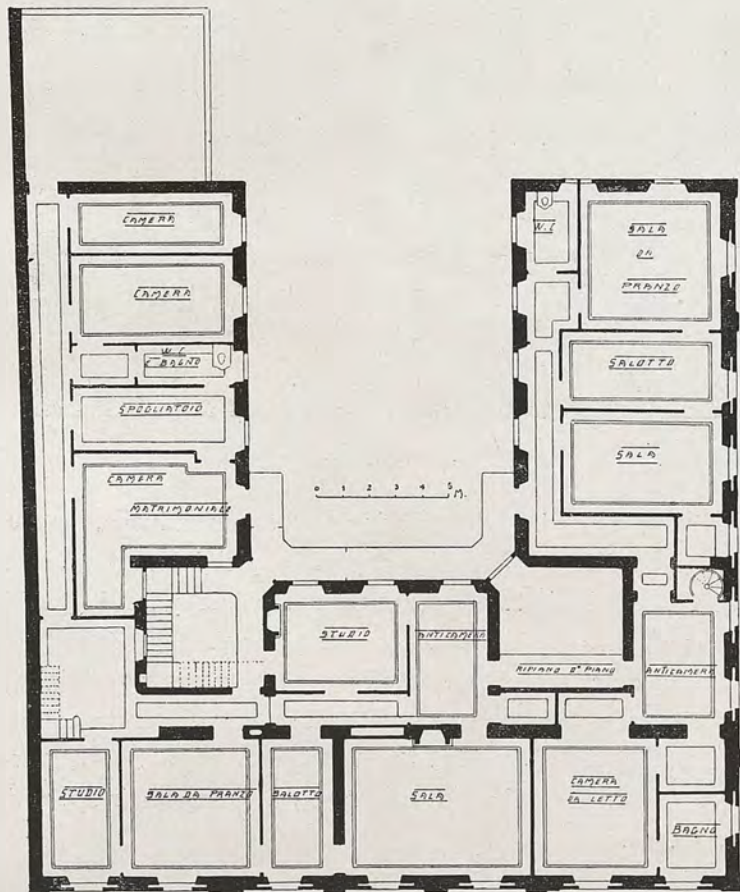 CAMERA
CAMERA
W.C.
E BAGNO
SPOGLIATOIO
CAMERA
MATRIMONIALE
W.C
SALA
DA
PRANZO
SALOTTO
SALA
0 1 2 3 4 5 M.
STUDIO
ANTICAMERA
RIPIANO 2° PIANO
ANTICAMERA
STUDIO
SALA DA PRANZO
SALOTTO
SALA
CAMERA
DA LETTO
BAGNO